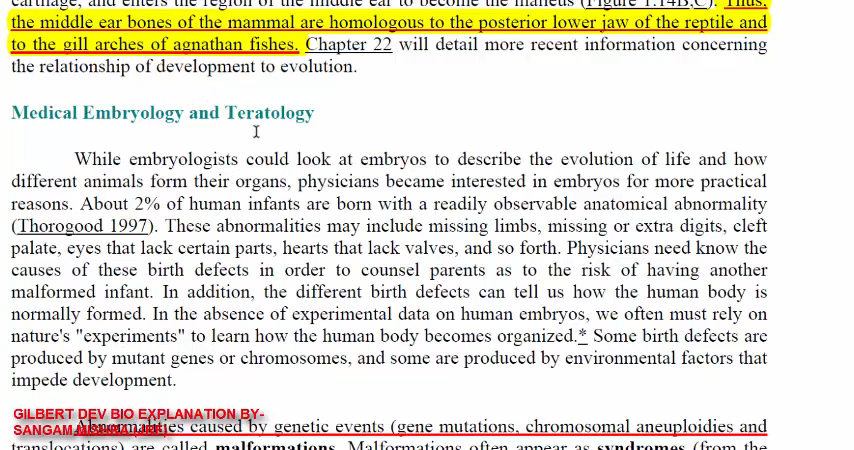 cartilage, and enters the region of the middle ear to become the malleus (Figure 1.14B,C). Thus,
the middle ear bones of the mammal are homologous to the posterior lower jaw of the reptile and
to the gill arches of agnathan fishes. Chapter 22 will detail more recent information concerning
the relationship of development to evolution.
Medical Embryology and Teratology
While embryologists could look at embryos to describe the evolution of life and how
different animals form their organs, physicians became interested in embryos for more practical
reasons. About 2% of human infants are born with a readily observable anatomical abnormality
(Thorogood 1997). These abnormalities may include missing limbs, missing or extra digits, cleft
palate, eyes that lack certain parts, hearts that lack valves, and so forth. Physicians need know the
causes of these birth defects in order to counsel parents as to the risk of having another
malformed infant. In addition, the different birth defects can tell us how the human body is
normally formed. In the absence of experimental data on human embryos, we often must rely on
nature's "experiments" to learn how the human body becomes organized.* Some birth defects are
produced by mutant genes or chromosomes, and some are produced by environmental factors that
impede development.
GILBERT DEV BIO EXPLANATION BY-
SANGAM
Abnormalities caused by genetic events (gene mutations, chromosomal aneuploidies and
translocations) are called malformations. Malformations often appear as syndromes (from the